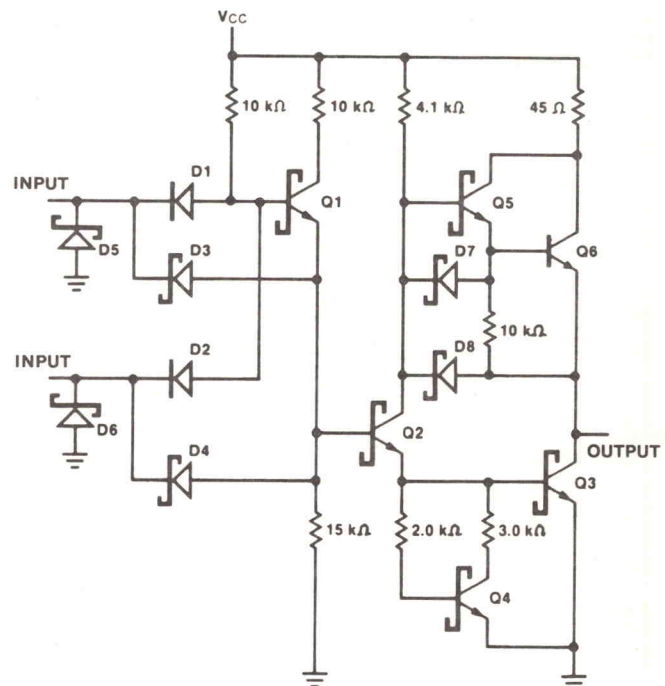 VCC
10 kΩ
10 kΩ
4.1 kΩ
45 Ω
INPUT
D1
Q1
Q5
D5
D3
D7
Q6
10 kΩ
INPUT
D2
D8
D6
Q2
OUTPUT
D4
Q3
15 kΩ
2.0 kΩ
3.0 kΩ
Q4